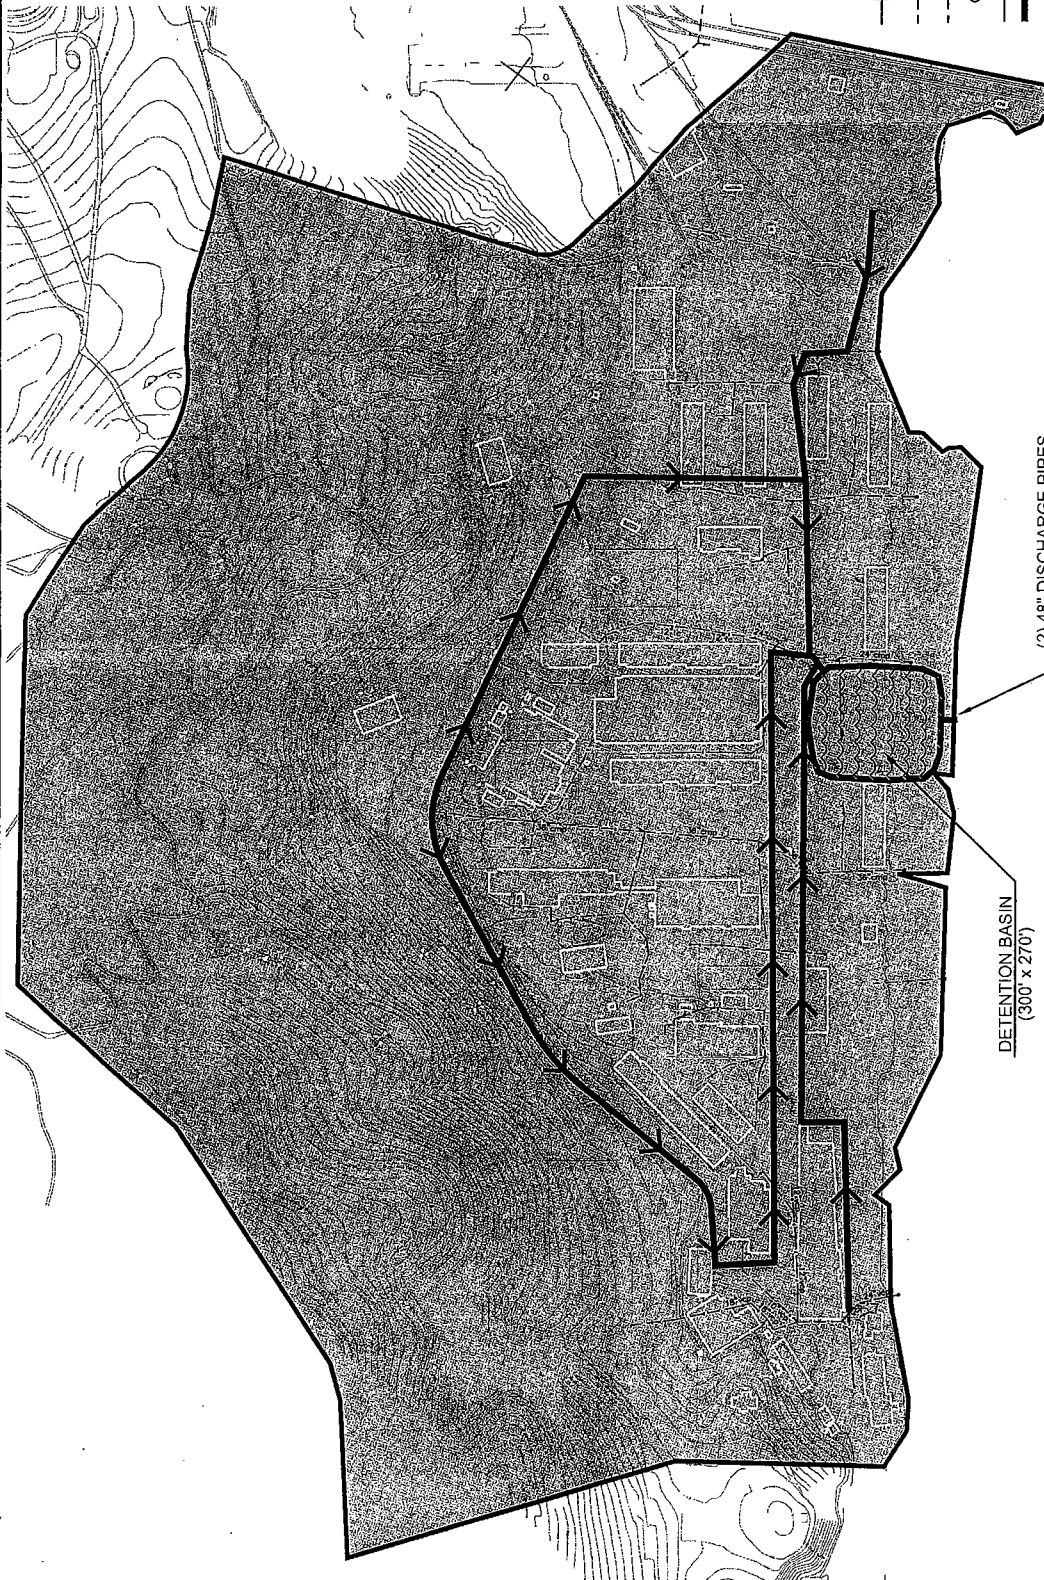 (2) 48" DISCHARGE PIPES
DETENTION BASIN
(300' x 270')